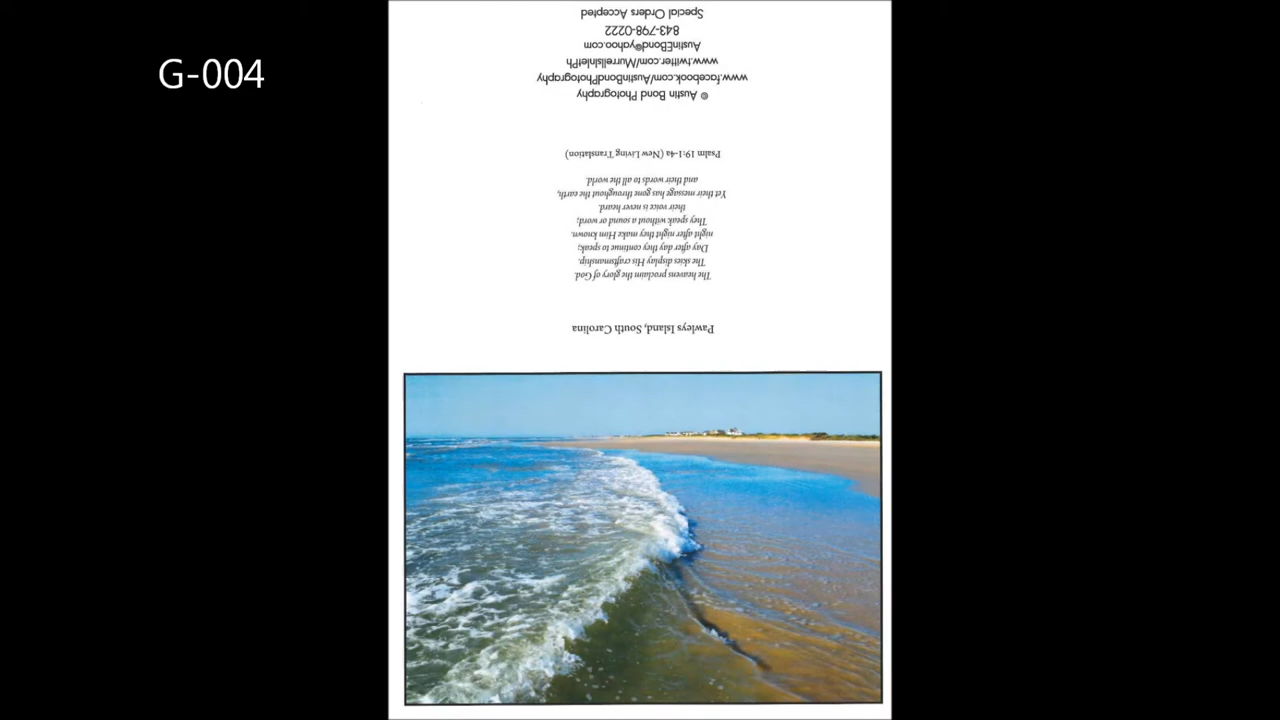 G-004
Pawleys Island, South Carolina
The heavens proclaim the glory of God.
The skies display His craftsmanship.
Day after day they continue to speak;
night after night they make Him known.
They speak without a sound or word;
their voice is never heard.
Yet their message has gone throughout the earth,
and their words to all the world.
Psalm 19:1-4a (New Living Translation)
© Austin Bond Photography
www.facebook.com/AustinBondPhotography
www.twitter.com/MurrellsInletPh
AustinEBond@yahoo.com
843-798-0222
Special Orders Accepted